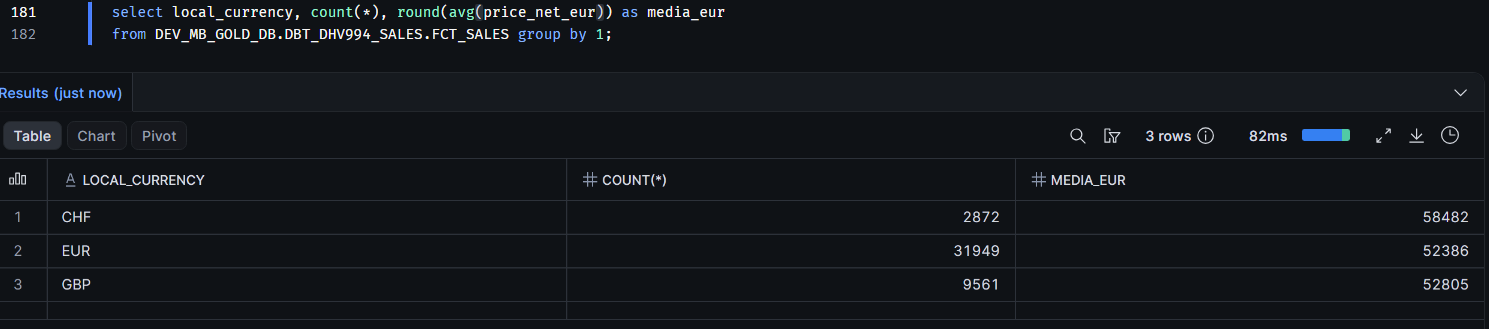 181 select local_currency, count(*), round(avg(price_net_eur)) as media_eur
182 from DEV_MB_GOLD_DB.DBT_DHV994_SALES.FCT_SALES group by 1;
Results (just now)
Table Chart Pivot 3 rows 82ms
LOCAL_CURRENCY COUNT(*) MEDIA_EUR
1 CHF 2872 58482
2 EUR 31949 52386
3 GBP 9561 52805